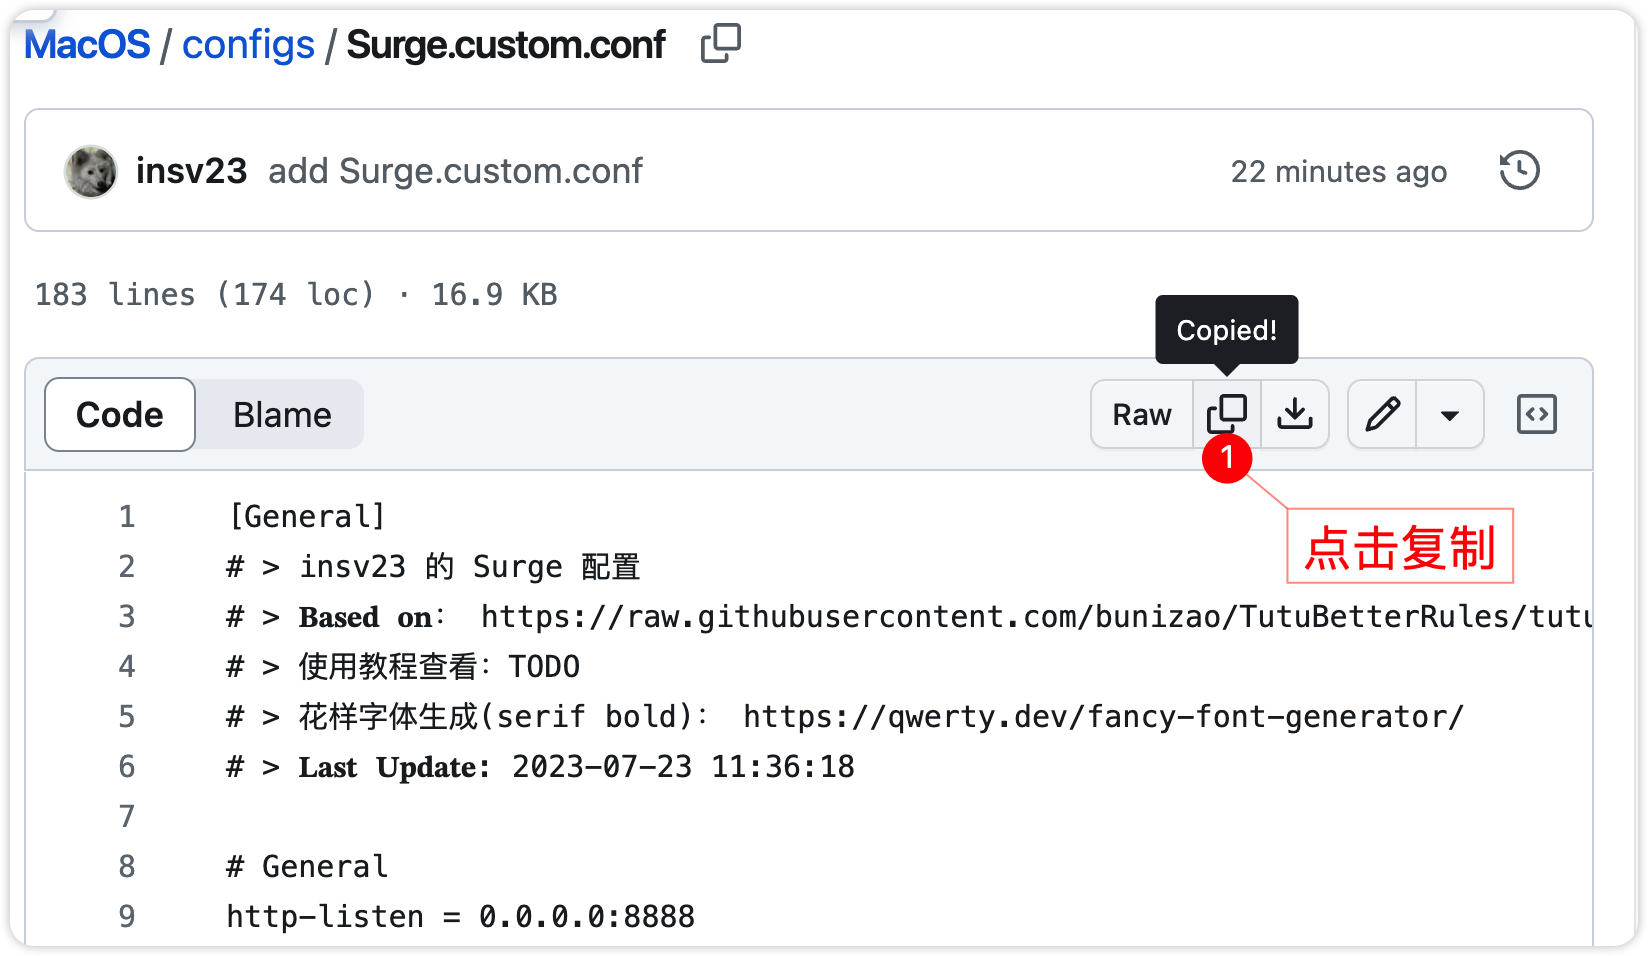 MacOS / configs / Surge.custom.conf
insv23 add Surge.custom.conf 22 minutes ago
183 lines (174 loc) · 16.9 KB
Copied!
Code Blame Raw
1
点击复制
1 [General]
2 # > insv23 的 Surge 配置
3 # > 𝐁𝐚𝐬𝐞𝐝 𝐨𝐧： https://raw.githubusercontent.com/bunizao/TutuBetterRules/tutu
4 # > 使用教程查看：TODO
5 # > 花样字体生成(serif bold)： https://qwerty.dev/fancy-font-generator/
6 # > 𝐋𝐚𝐬𝐭 𝐔𝐩𝐝𝐚𝐭𝐞: 2023-07-23 11:36:18
7
8 # General
9 http-listen = 0.0.0.0:8888